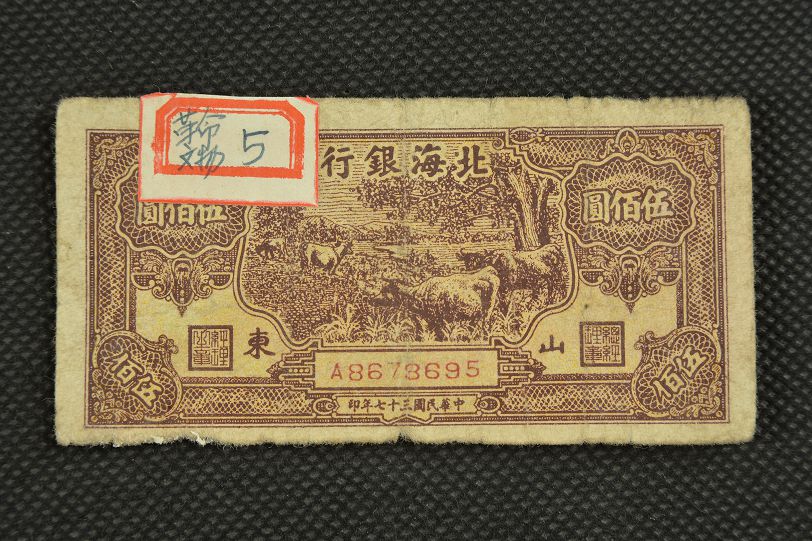 革命
文物 5
北海銀行
伍佰圓 伍佰圓
山東
A8678695
伍佰 伍佰
中華民國三十七年印